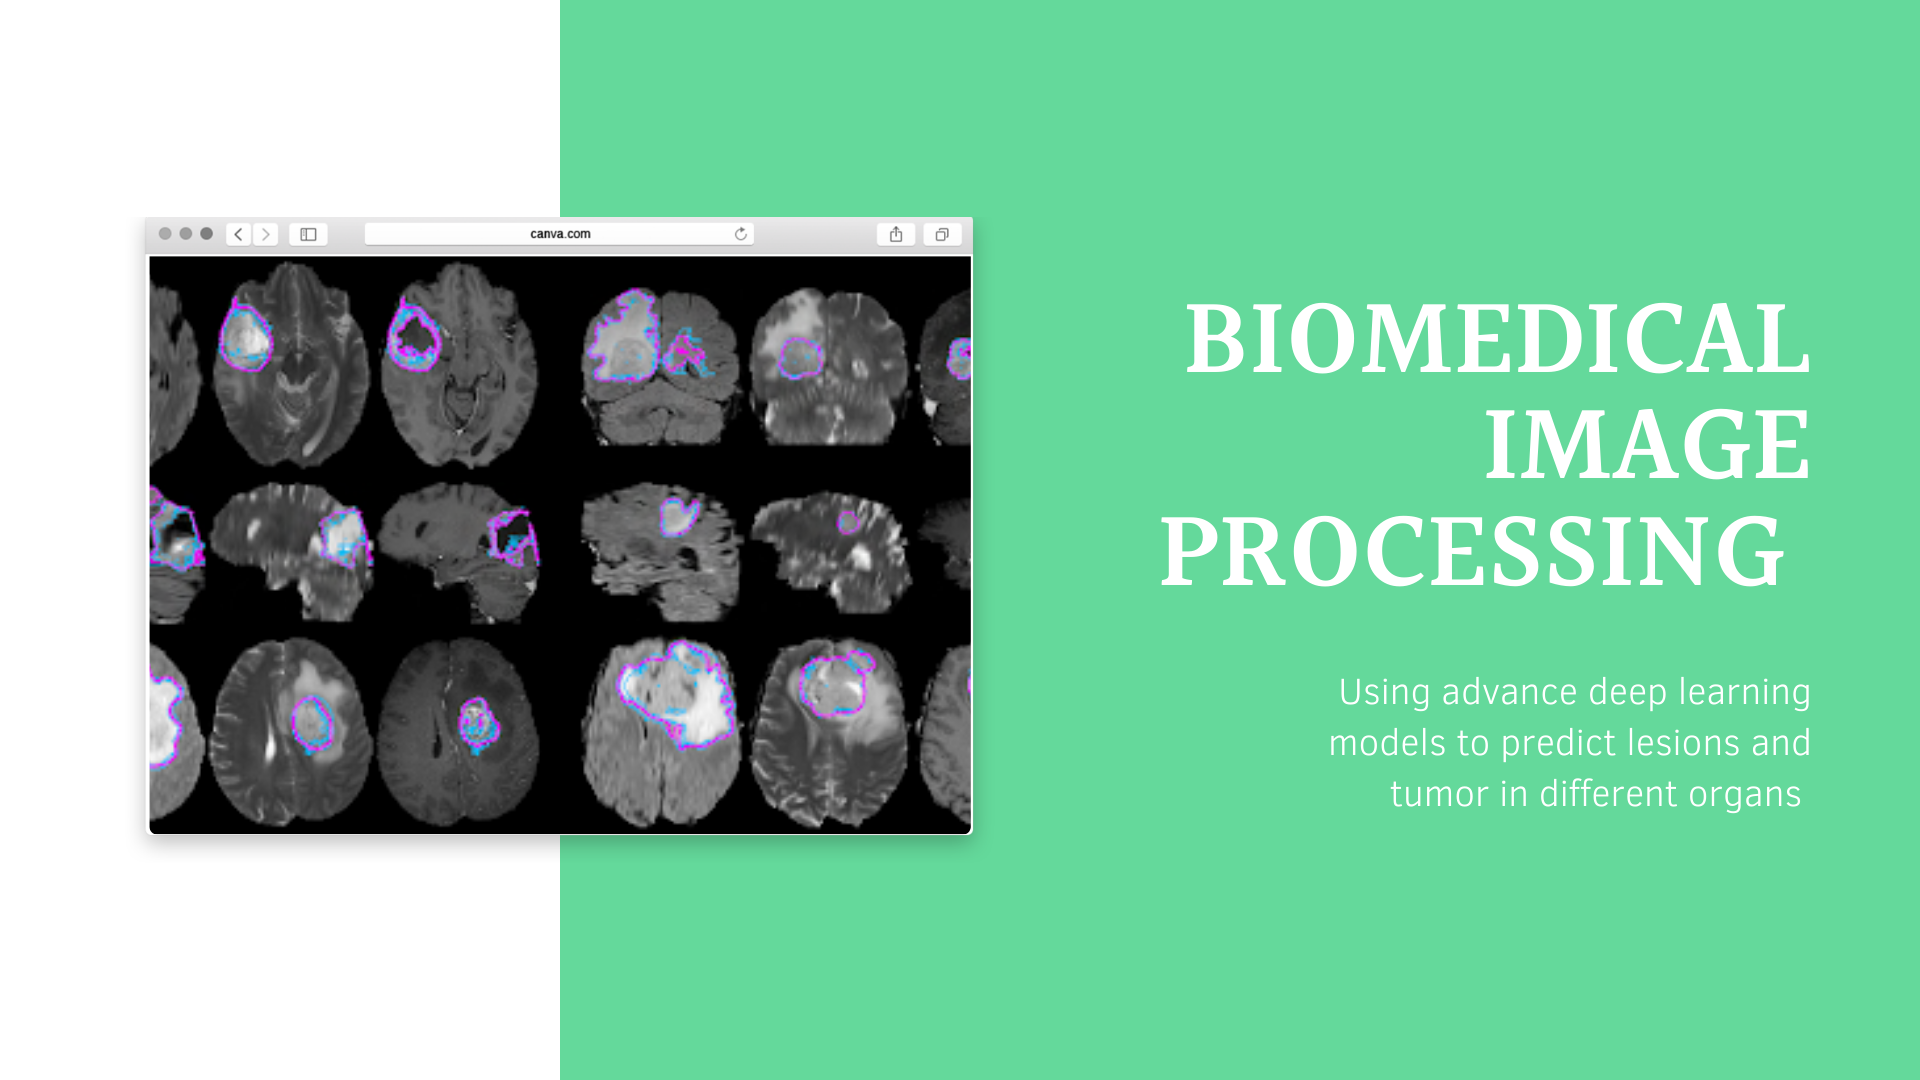 canva.com
BIOMEDICAL
IMAGE
PROCESSING
Using advance deep learning
models to predict lesions and
tumor in different organs